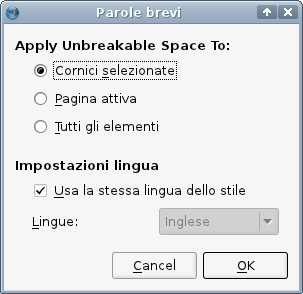 Parole brevi
Apply Unbreakable Space To:
Cornici selezionate
Pagina attiva
Tutti gli elementi
Impostazioni lingua
Usa la stessa lingua dello stile
Lingue: Inglese
Cancel OK